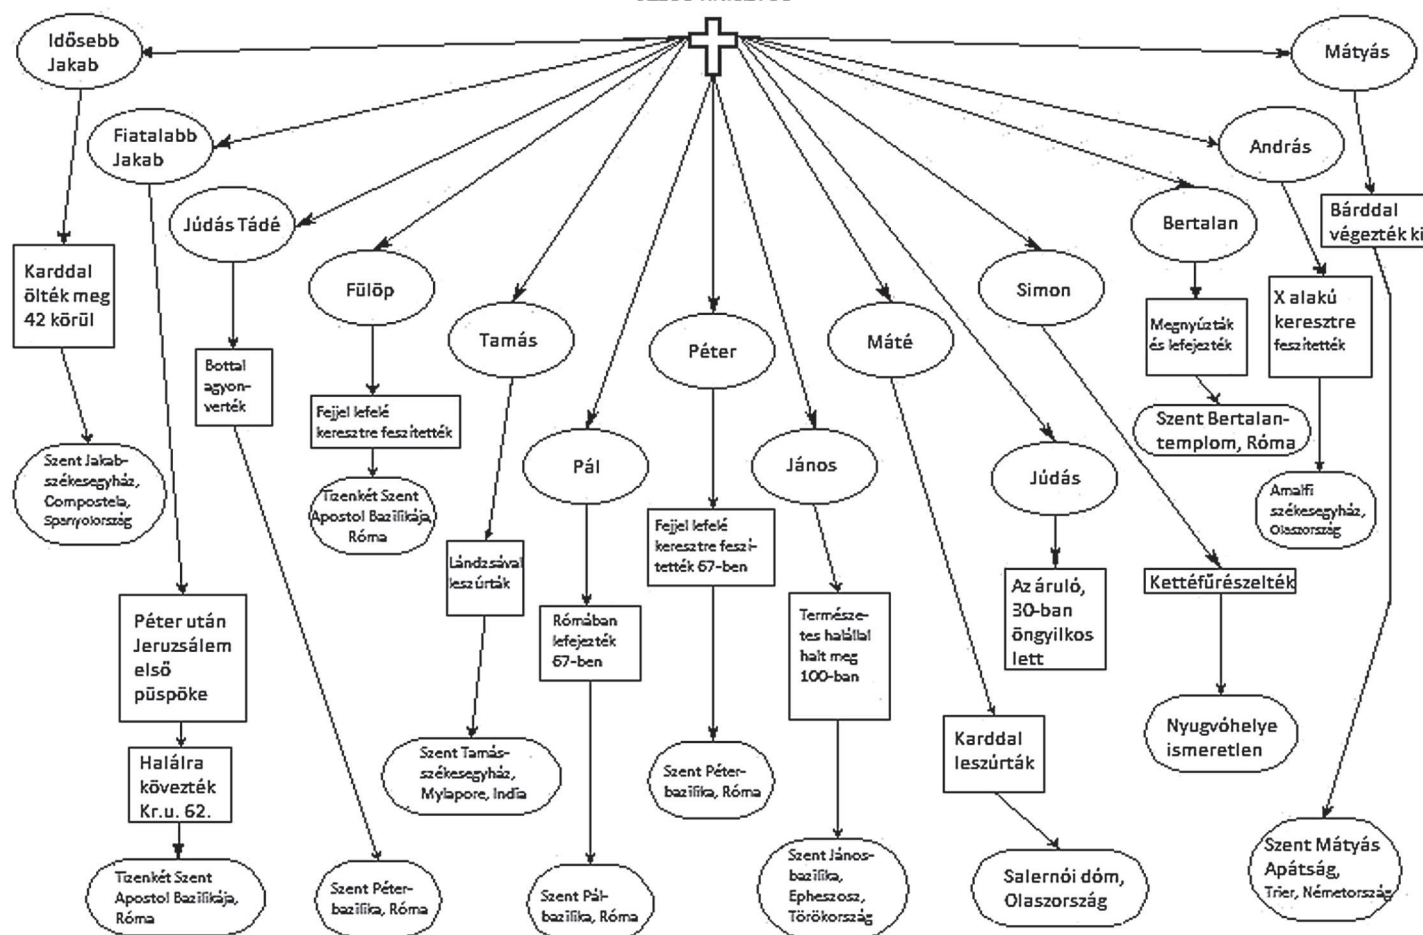 Idősebb
Jakab
Mátyás
Fiatalabb
Jakab
András
Júdás Tádé
Bertalan
Bárddal
végezték ki
Fülöp
Simon
Karddal
ölték meg
42 körül
X alakú
keresztre
feszítették
Tamás
Péter
Máté
Megnyúzták
és lefejezték
Bottal
agyon-
verték
Fejjel lefelé
keresztre feszítették
Szent Bertalan-
templom, Róma
Pál
János
Júdás
Szent Jakab-
székesegyház,
Compostela,
Spanyolország
Tizenkét Szent
Apostol Bazilikája,
Róma
Amalfi
székesegyház,
Olaszország
Lándzsával
leszúrták
Fejjel lefelé
keresztre feszí-
tették 67-ben
Az áruló,
30-ban
öngyilkos
lett
Kettéfűrészelték
Péter után
Jeruzsálem
első
püspöke
Rómában
lefejezték
67-ben
Természe-
tes halállal
halt meg
100-ban
Nyugvóhelye
ismeretlen
Halálra
kövezték
Kr.u. 62.
Szent Tamás-
székesegyház,
Mylapore, India
Szent Péter-
bazilika, Róma
Karddal
leszúrták
Tizenkét Szent
Apostol Bazilikája,
Róma
Szent Péter-
bazilika, Róma
Szent Pál-
bazilika, Róma
Szent János-
bazilika,
Epheszosz,
Törökország
Salernói dóm,
Olaszország
Szent Mátyás
Apátság,
Trier, Németország